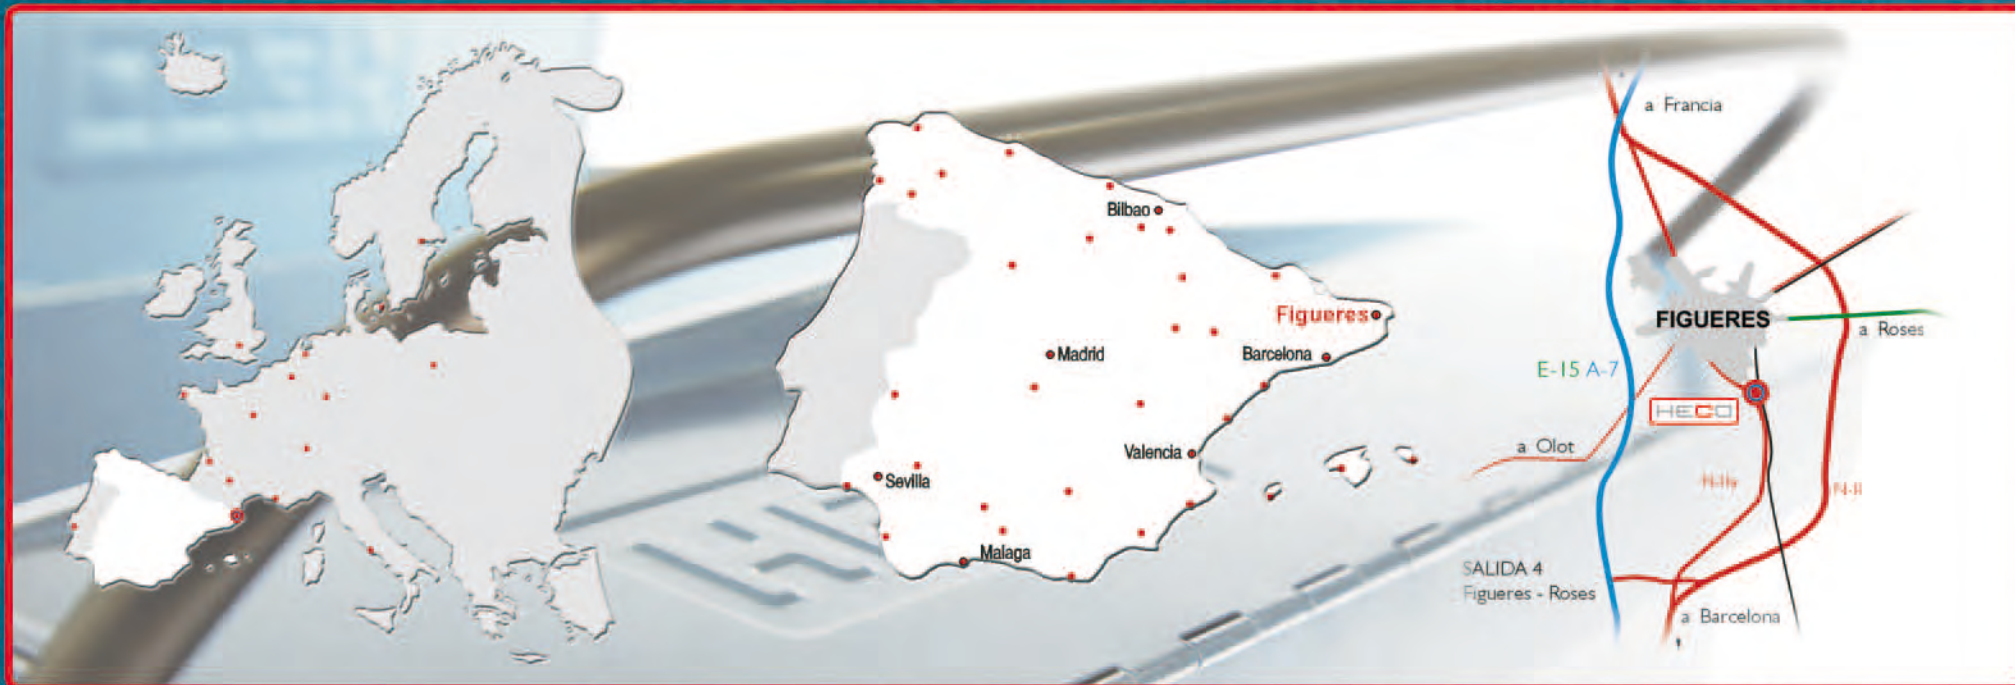 Bilbao
Figueres
Madrid
Barcelona
Valencia
Sevilla
Malaga
a Francia
FIGUERES
a Roses
E-15 A-7
HECO
a Olot
N-IIa
N-II
SALIDA 4
Figueres - Roses
a Barcelona